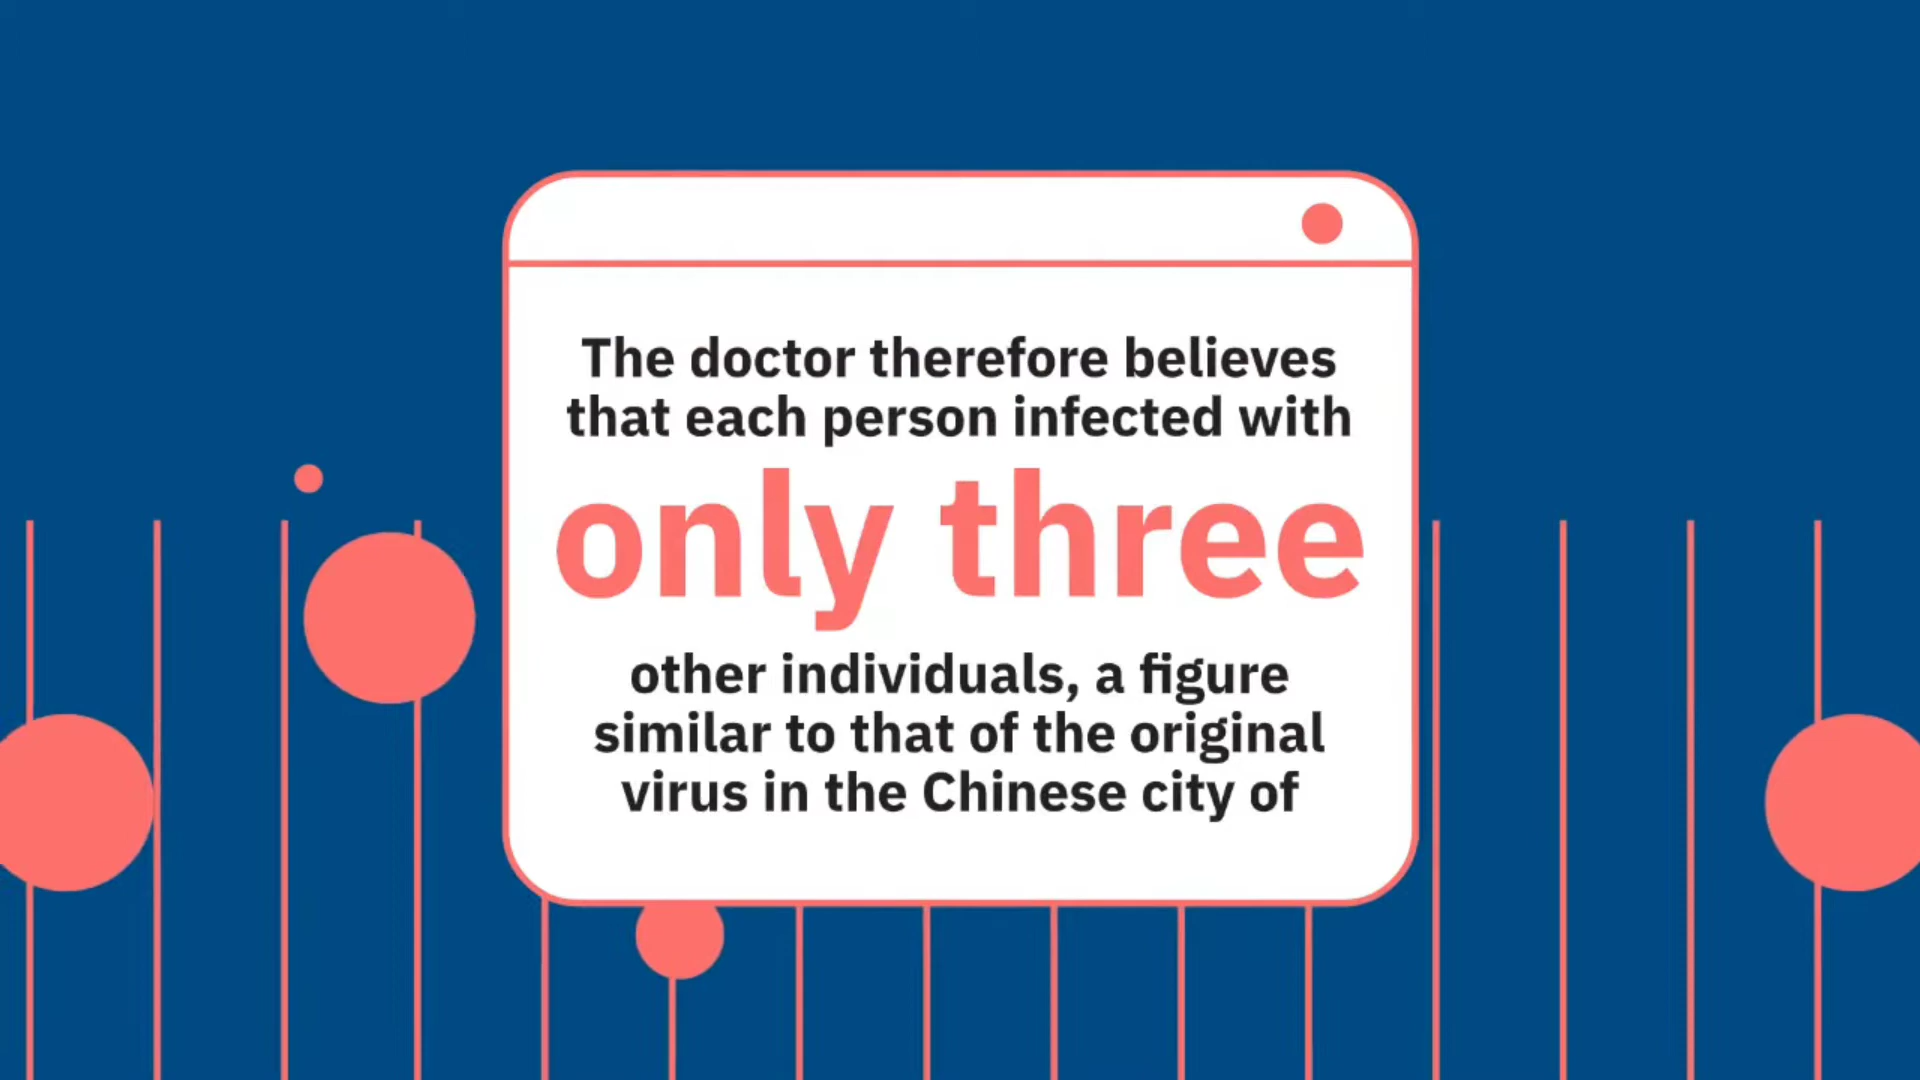 The doctor therefore believes
that each person infected with
only three
other individuals, a figure
similar to that of the original
virus in the Chinese city of